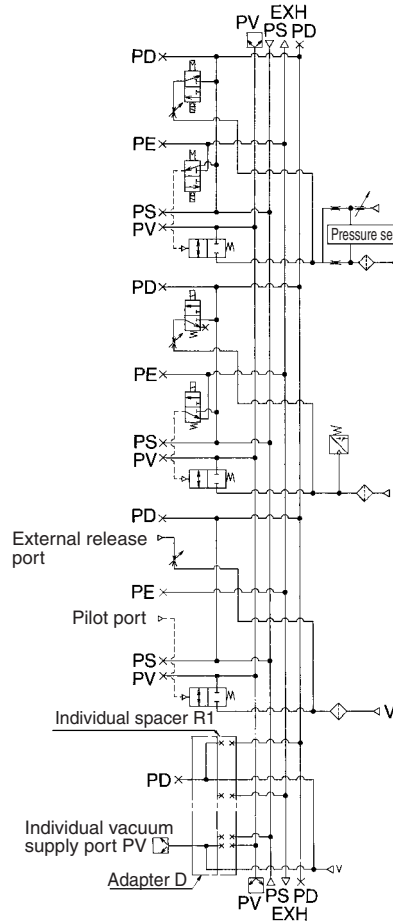 EXH
PV PS PD
PD
PE
PS
PV
Pressure se
PD
PE
PS
PV
PD
External release
port
PE
Pilot port
PS
PV
V
Individual spacer R1
PD
Individual vacuum
supply port PV
V
Adapter D
PV PS PD
EXH